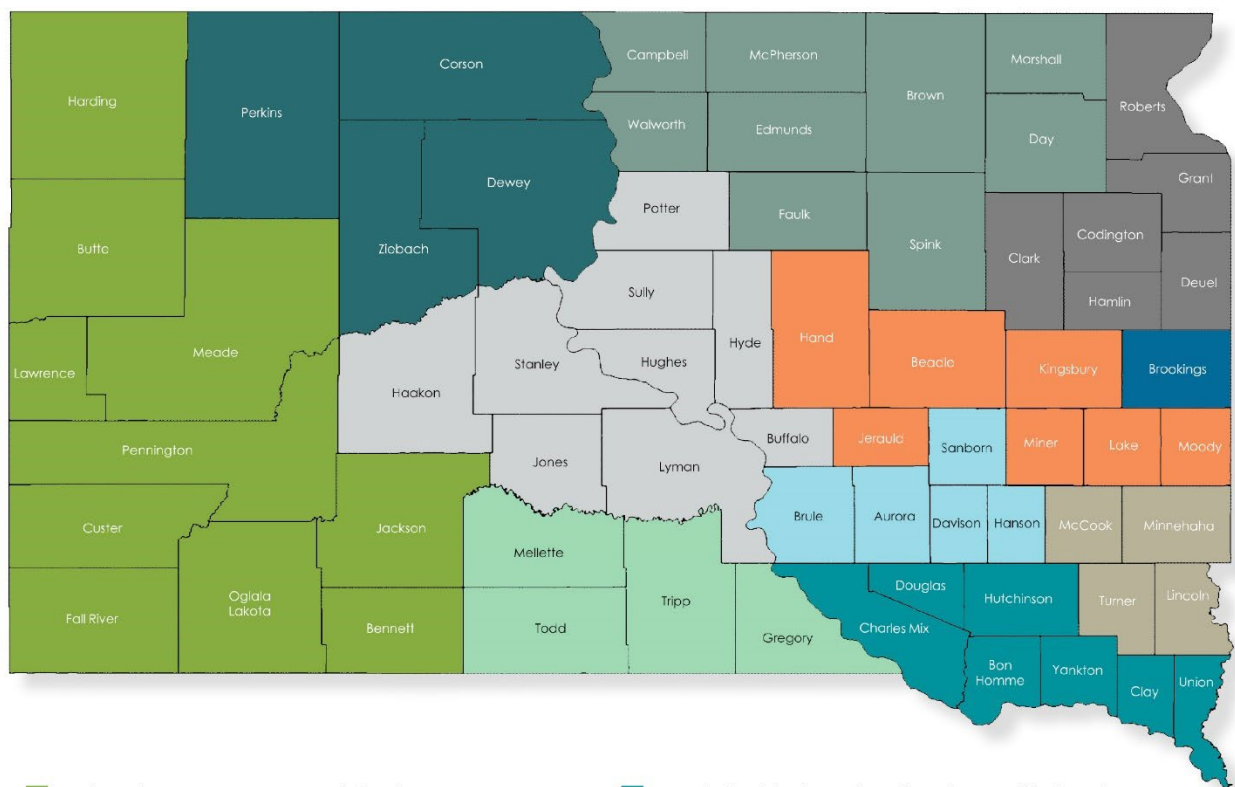 Harding
Perkins
Corson
Campbell
McPherson
Brown
Marshall
Roberts
Walworth
Edmunds
Day
Grant
Butte
Ziebach
Dewey
Potter
Faulk
Spink
Clark
Codington
Hamlin
Deuel
Lawrence
Meade
Haakon
Stanley
Sully
Hughes
Hyde
Hand
Beadle
Kingsbury
Brookings
Pennington
Jones
Lyman
Buffalo
Jerauld
Sanborn
Miner
Lake
Moody
Custer
Jackson
Mellette
Brule
Aurora
Davison
Hanson
McCook
Minnehaha
Fall River
Oglala
Lakota
Bennett
Todd
Tripp
Gregory
Douglas
Charles Mix
Hutchinson
Turner
Lincoln
Bon
Homme
Yankton
Clay
Union